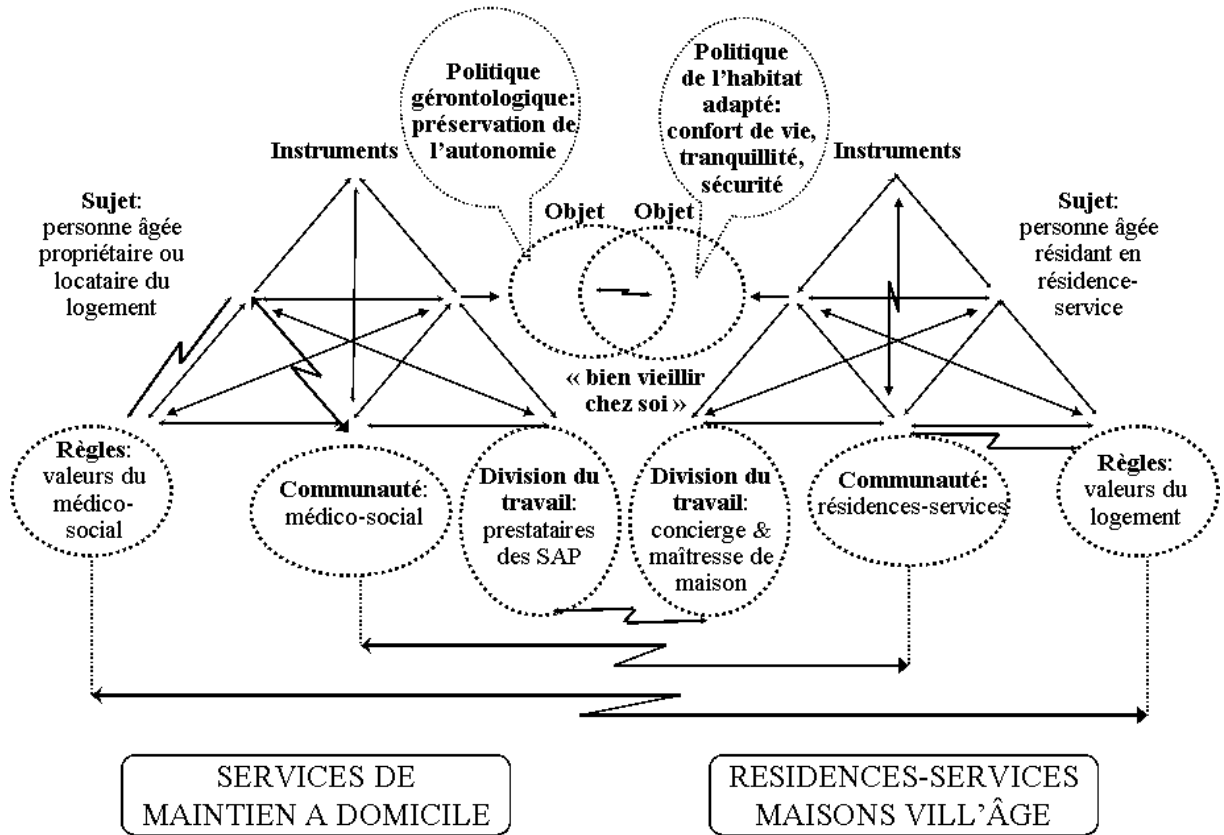 Politique
gérontologique:
préservation de
l'autonomie
Politique
de l'habitat
adapté:
confort de vie,
tranquillité,
sécurité
Instruments
Instruments
Sujet:
personne âgée
propriétaire ou
locataire du
logement
Objet
Objet
Sujet:
personne âgée
résidant en
résidence-
service
« bien vieillir
chez soi »
Règles:
valeurs du
médico-
social
Communauté:
médico-social
Division du
travail:
prestataires
des SAP
Division du
travail:
concierge &
maîtresse de
maison
Communauté:
résidences-services
Règles:
valeurs du
logement
SERVICES DE
MAINTIEN A DOMICILE
RESIDENCES-SERVICES
MAISONS VILL'ÂGE